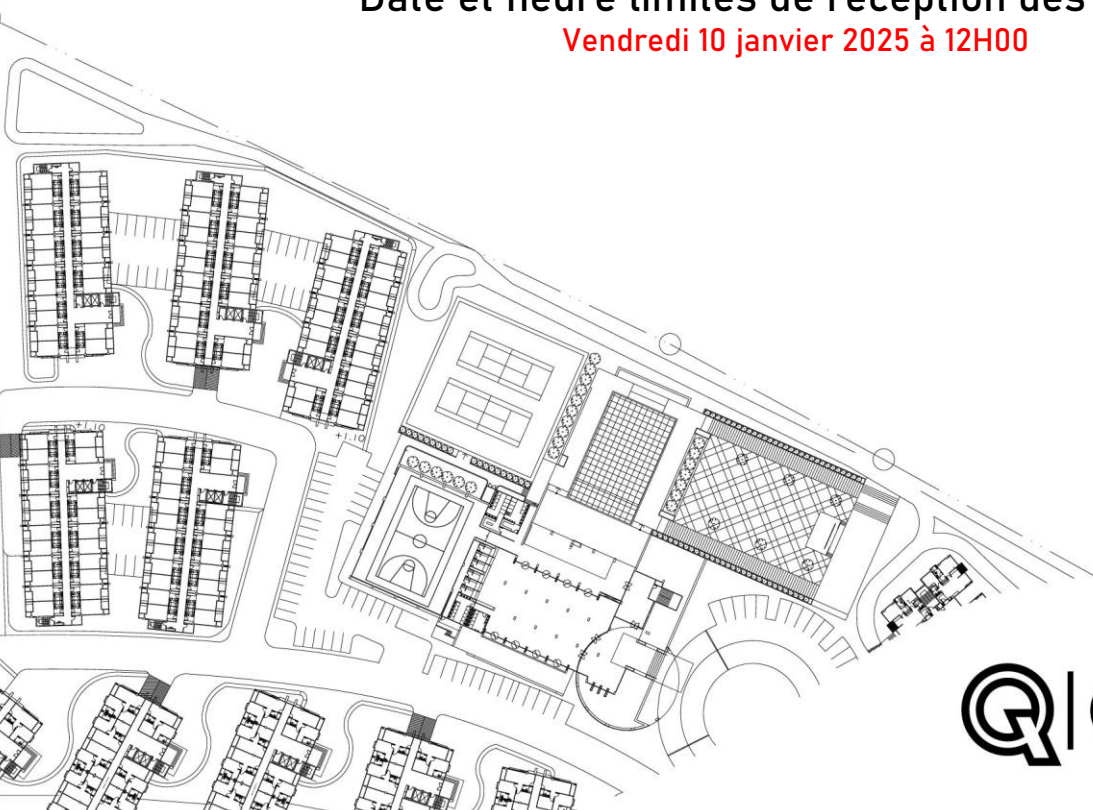 Date et heure limites de réception des
Vendredi 10 janvier 2025 à 12H00
+1.10
+1.10